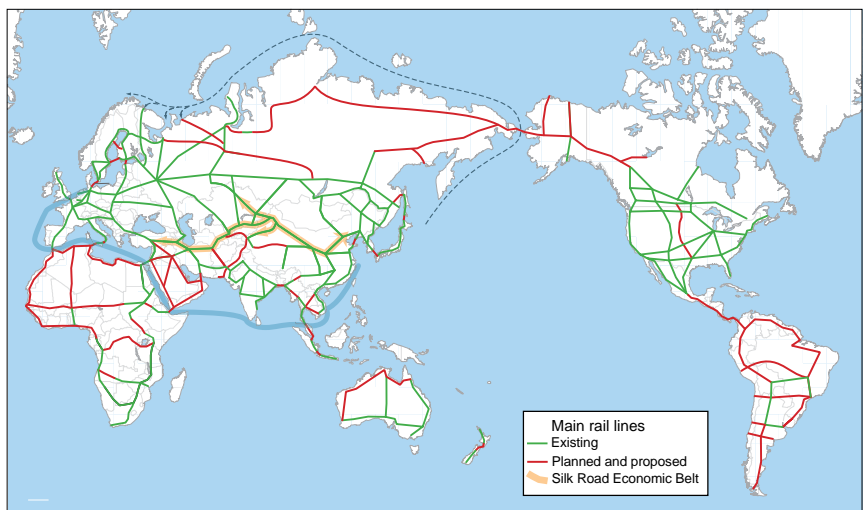 Main rail lines
Existing
Planned and proposed
Silk Road Economic Belt